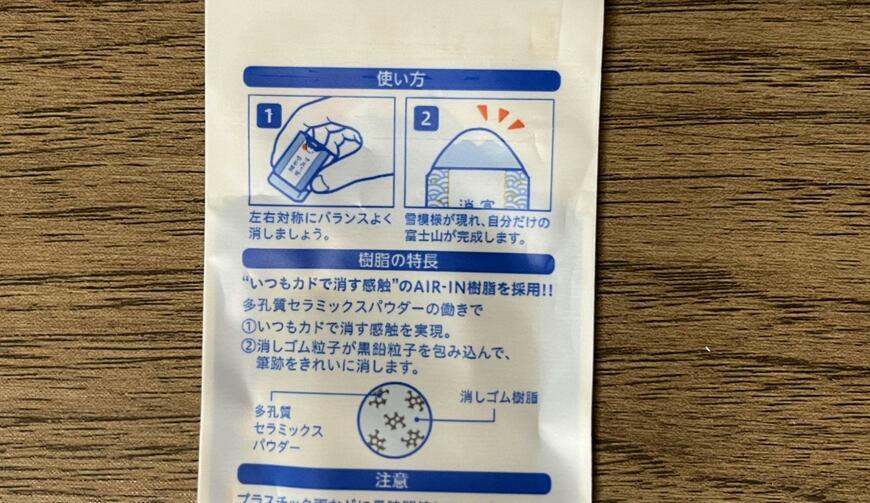 使い方
1
2
消 富
左右対称にバランスよく
消しましょう。
雪模様が現れ、自分だけの
富士山が完成します。
樹脂の特長
“いつもカドで消す感触”のAIR-IN樹脂を採用!!
多孔質セラミックスパウダーの働きで
①いつもカドで消す感触を実現。
②消しゴム粒子が黒鉛粒子を包み込んで、
筆跡をきれいに消します。
多孔質
セラミックス
パウダー
消しゴム樹脂
注意